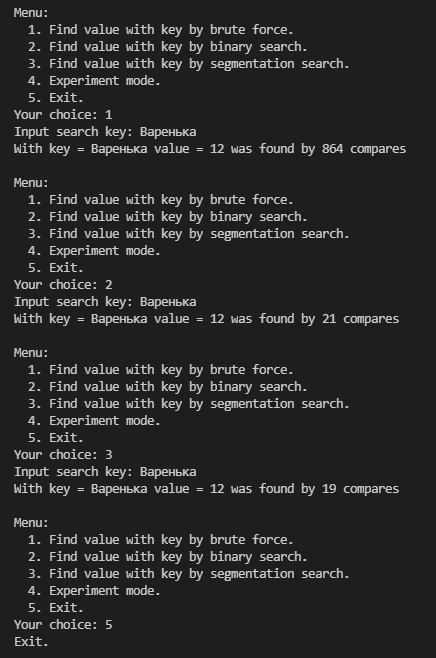 Menu:
1. Find value with key by brute force.
2. Find value with key by binary search.
3. Find value with key by segmentation search.
4. Experiment mode.
5. Exit.
Your choice: 1
Input search key: Варенька
With key = Варенька value = 12 was found by 864 compares
Menu:
1. Find value with key by brute force.
2. Find value with key by binary search.
3. Find value with key by segmentation search.
4. Experiment mode.
5. Exit.
Your choice: 2
Input search key: Варенька
With key = Варенька value = 12 was found by 21 compares
Menu:
1. Find value with key by brute force.
2. Find value with key by binary search.
3. Find value with key by segmentation search.
4. Experiment mode.
5. Exit.
Your choice: 3
Input search key: Варенька
With key = Варенька value = 12 was found by 19 compares
Menu:
1. Find value with key by brute force.
2. Find value with key by binary search.
3. Find value with key by segmentation search.
4. Experiment mode.
5. Exit.
Your choice: 5
Exit.